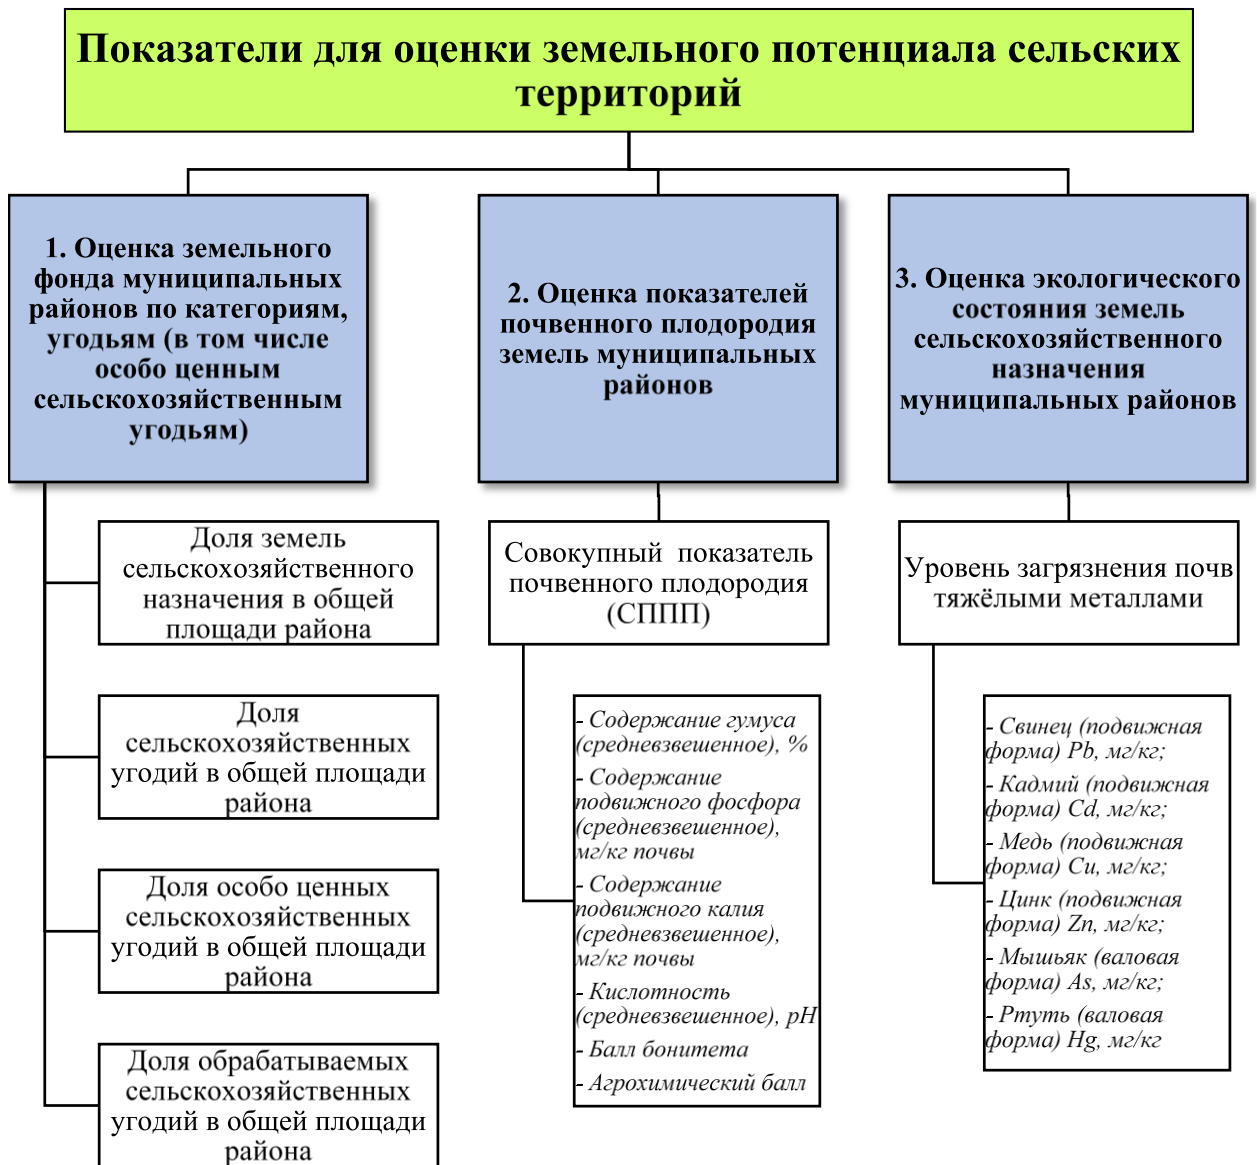 Показатели для оценки земельного потенциала сельских
территорий
1. Оценка земельного
фонда муниципальных
районов по категориям,
угодьям (в том числе
особо ценным
сельскохозяйственным
угодьям)
Доля земель
сельскохозяйственного
назначения в общей
площади района
Доля
сельскохозяйственных
угодий в общей площади
района
Доля особо ценных
сельскохозяйственных
угодий в общей площади
района
Доля обрабатываемых
сельскохозяйственных
угодий в общей площади
района
2. Оценка показателей
почвенного плодородия
земель муниципальных
районов
Совокупный показатель
почвенного плодородия
(СППП)
- Содержание гумуса
(средневзвешенное), %
- Содержание
подвижного фосфора
(средневзвешенное),
мг/кг почвы
- Содержание
подвижного калия
(средневзвешенное),
мг/кг почвы
- Кислотность
(средневзвешенное), pH
- Балл бонитета
- Агрохимический балл
3. Оценка экологического
состояния земель
сельскохозяйственного
назначения
муниципальных районов
Уровень загрязнения почв
тяжёлыми металлами
- Свинец (подвижная
форма) Pb, мг/кг;
- Кадмий (подвижная
форма) Cd, мг/кг;
- Медь (подвижная
форма) Cu, мг/кг;
- Цинк (подвижная
форма) Zn, мг/кг;
- Мышьяк (валовая
форма) As, мг/кг;
- Ртуть (валовая
форма) Hg, мг/кг